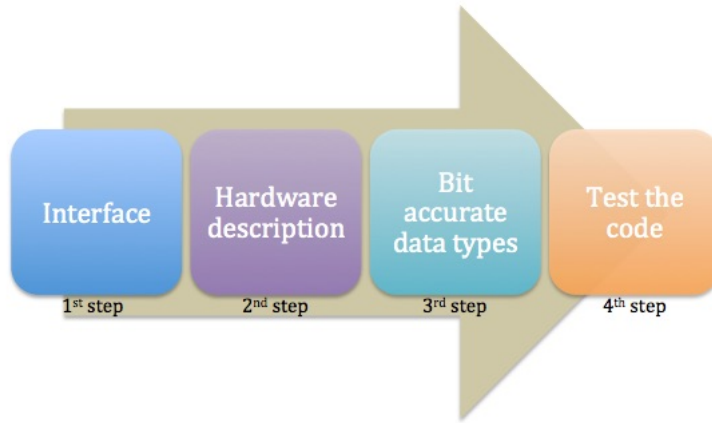 Interface
Hardware
description
Bit
accurate
data types
Test the
code
1st step
2nd step
3rd step
4th step